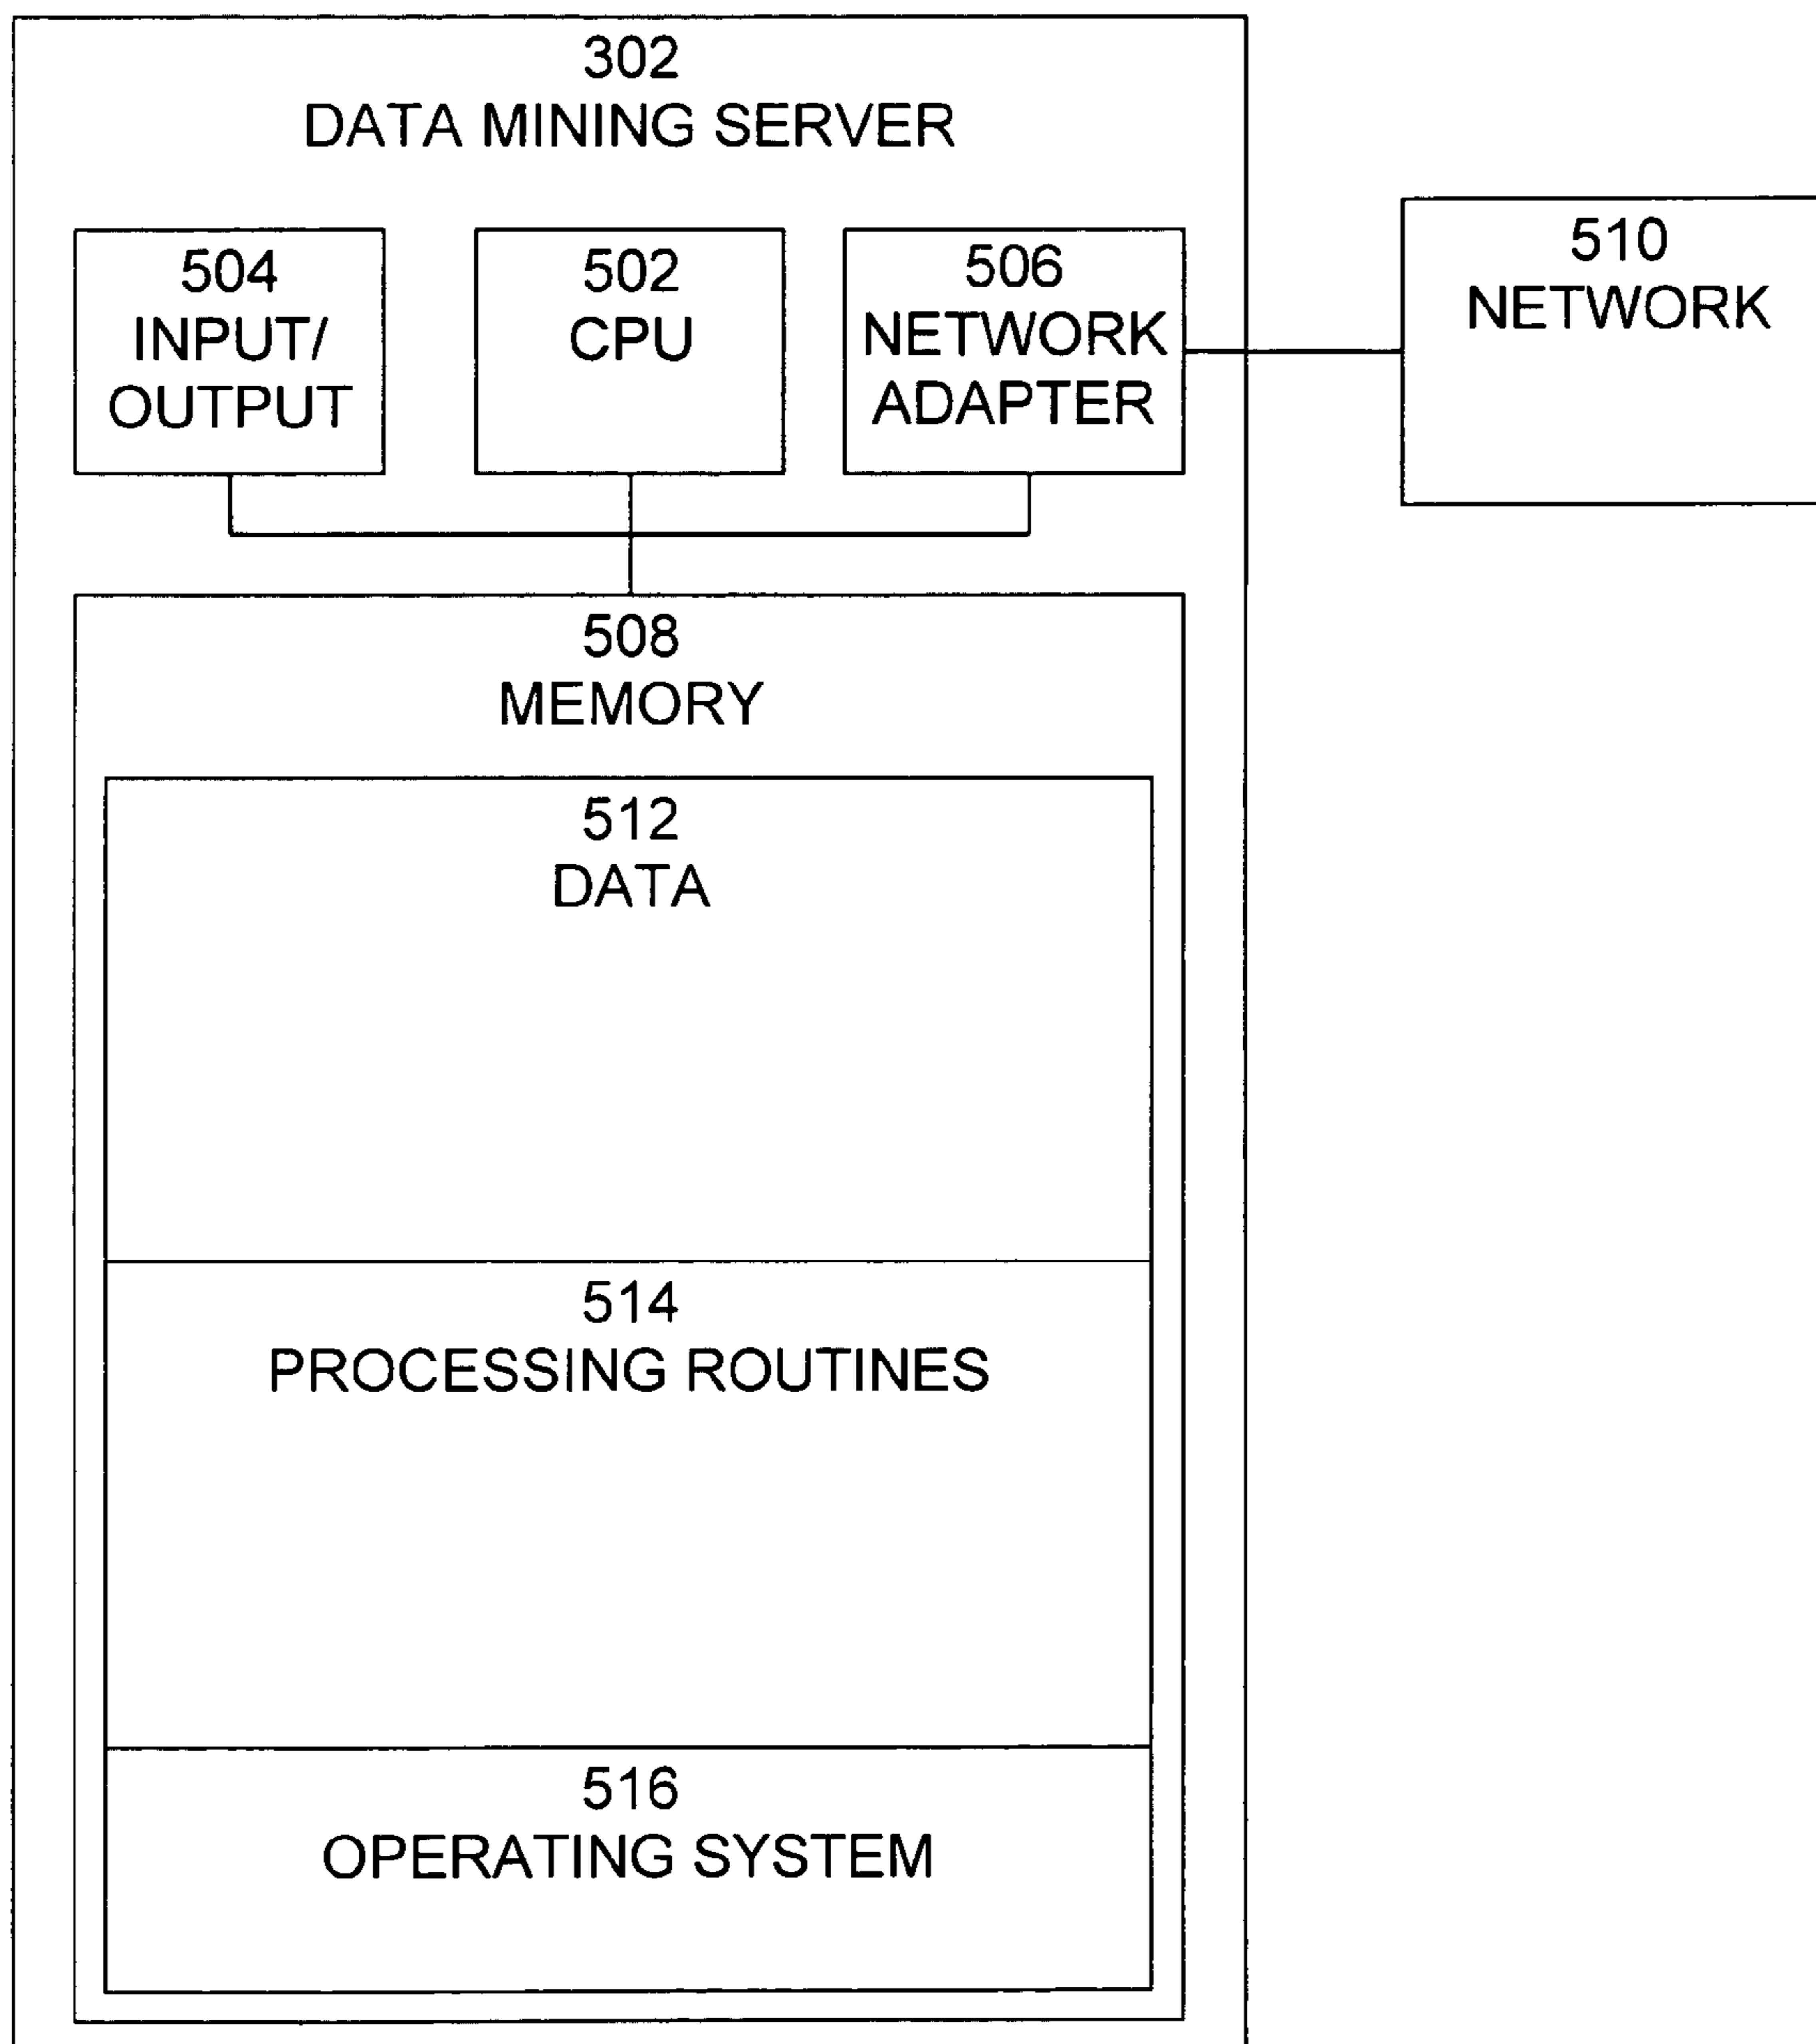 302
DATA MINING SERVER
504
INPUT/
OUTPUT
502
CPU
506
NETWORK
ADAPTER
510
NETWORK
508
MEMORY
512
DATA
514
PROCESSING ROUTINES
516
OPERATING SYSTEM